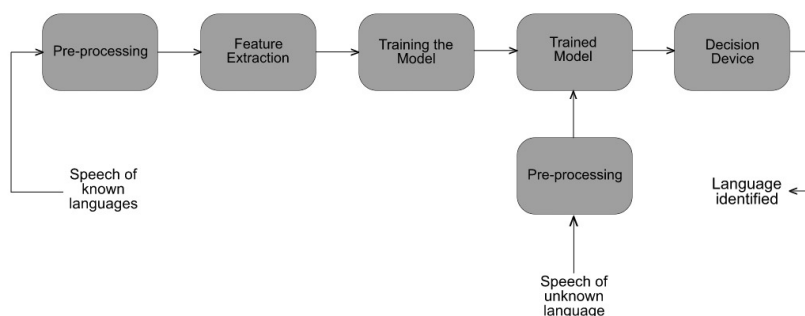 Pre-processing
Feature
Extraction
Training the
Model
Trained
Model
Decision
Device
Speech of
known
languages
Pre-processing
Language
identified
Speech of
unknown
language